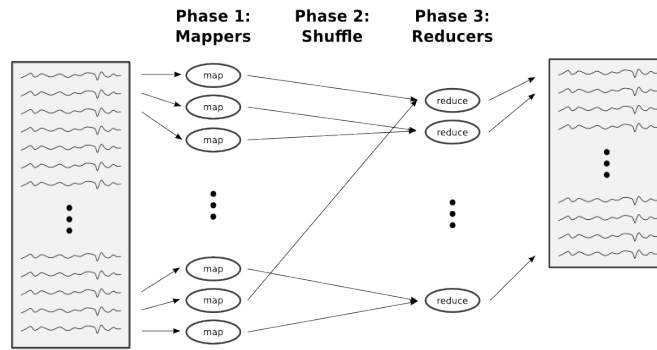 Phase 1:
Mappers
Phase 2:
Shuffle
Phase 3:
Reducers
map
map
map
map
map
map
reduce
reduce
reduce